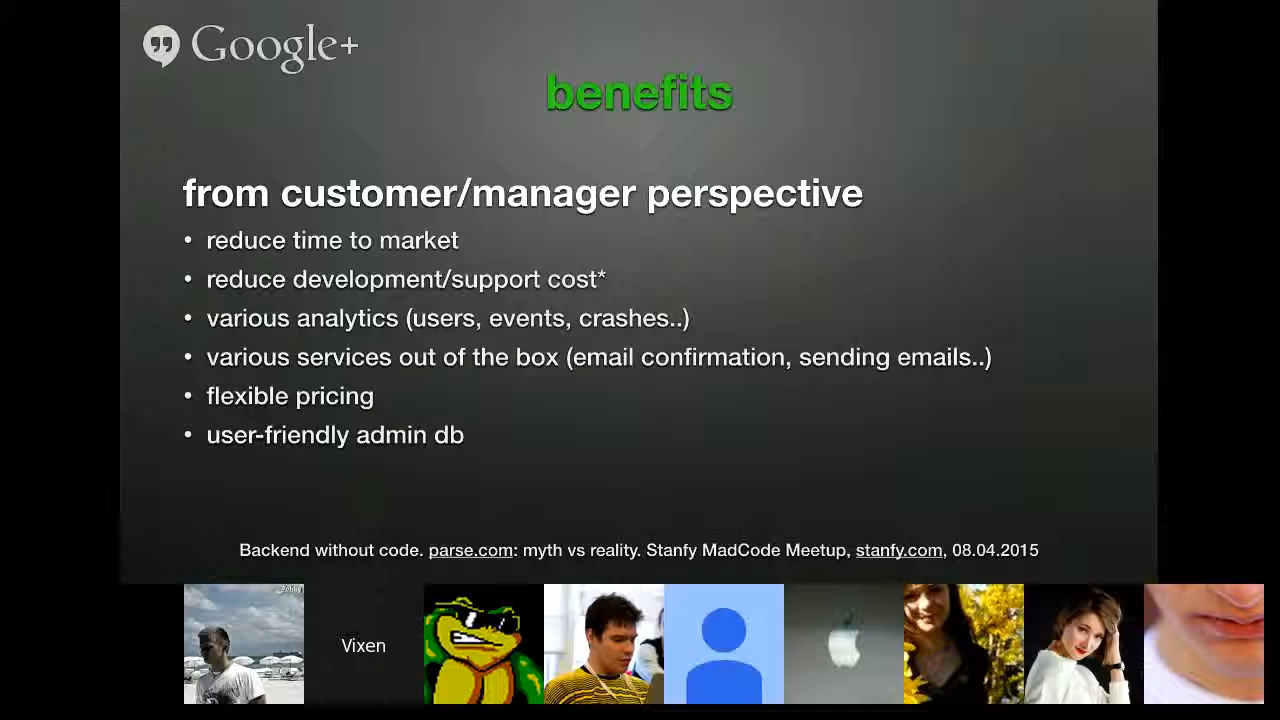 Google+
benefits
from customer/manager perspective
• reduce time to market
• reduce development/support cost*
• various analytics (users, events, crashes..)
• various services out of the box (email confirmation, sending emails..)
• flexible pricing
• user-friendly admin db
Backend without code. parse.com: myth vs reality. Stanfy MadCode Meetup, stanfy.com, 08.04.2015
Vixen